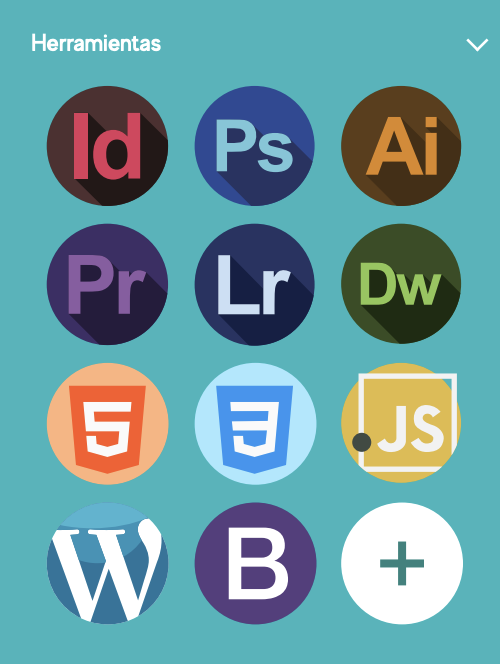 Herramientas
Id Ps Ai
Pr Lr Dw
5 3 JS
W B +